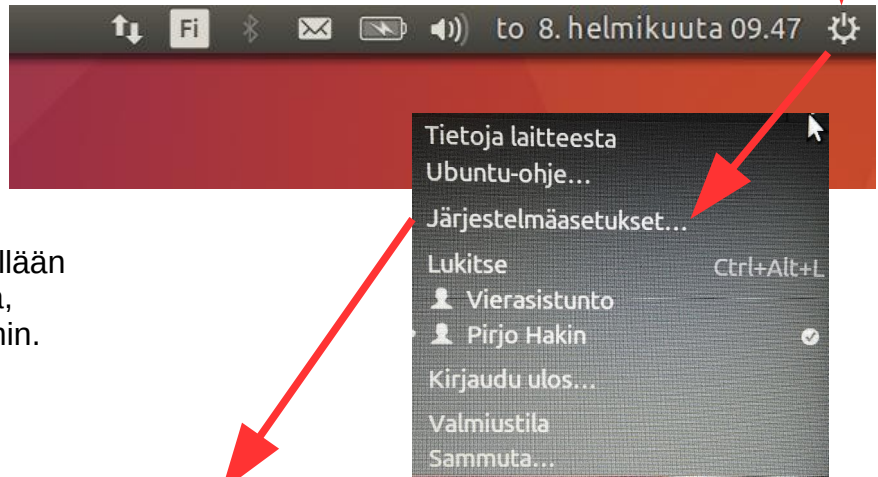 Fi to 8. helmikuuta 09.47
Tietoja laitteesta
Ubuntu-ohje...
Järjestelmäasetukset...
llään
Lukitse Ctrl+Alt+L
Vierasistunto
Pirjo Hakin
Kirjaudu ulos...
Valmiustila
Sammuta...